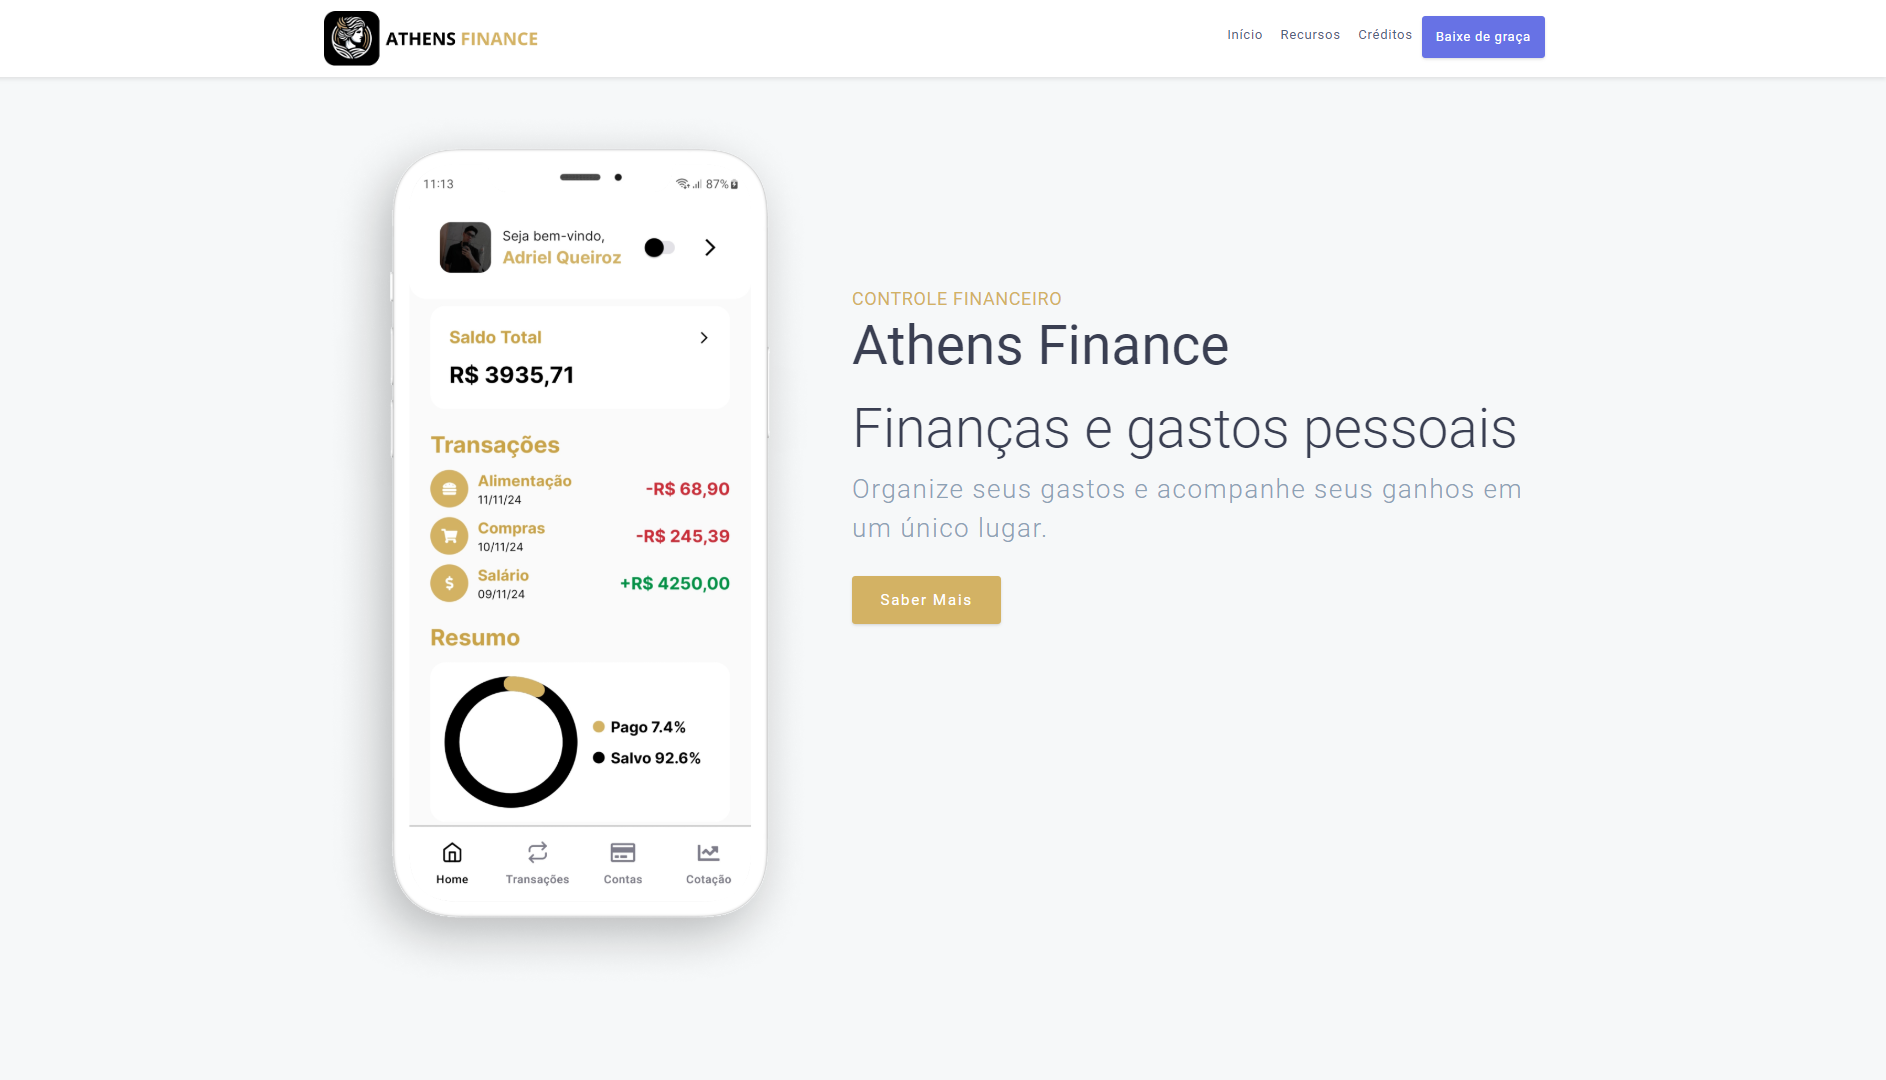 ATHENS FINANCE
Início
Recursos
Créditos
Baixe de graça
11:13
87%
Seja bem-vindo,
Adriel Queiroz
Saldo Total
R$ 3935,71
Transações
Alimentação
11/11/24
-R$ 68,90
Compras
10/11/24
-R$ 245,39
Salário
09/11/24
+R$ 4250,00
Resumo
Pago 7.4%
Salvo 92.6%
Home
Transações
Contas
Cotação
CONTROLE FINANCEIRO
Athens Finance
Finanças e gastos pessoais
Organize seus gastos e acompanhe seus ganhos em
um único lugar.
Saber Mais